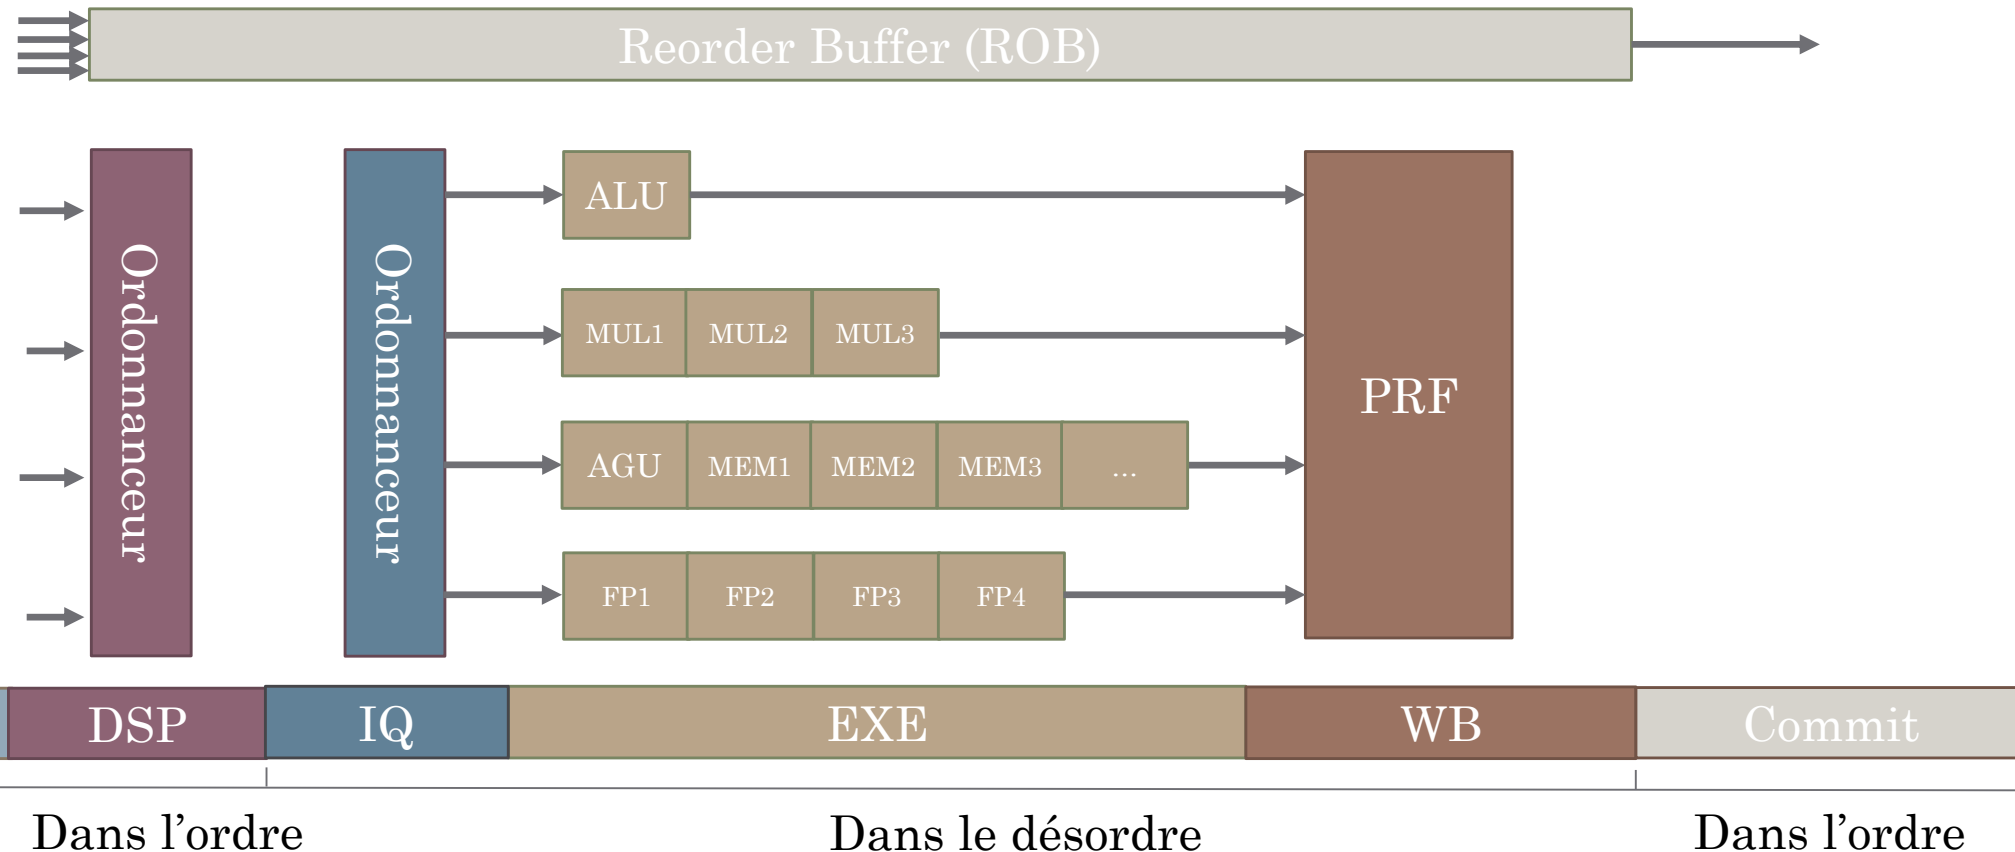 Reorder Buffer (ROB)
Ordonnanceur
Ordonnanceur
ALU
MUL1 MUL2 MUL3
AGU MEM1 MEM2 MEM3 ...
FP1 FP2 FP3 FP4
PRF
DSP IQ EXE WB Commit
Dans l'ordre Dans le désordre Dans l'ordre